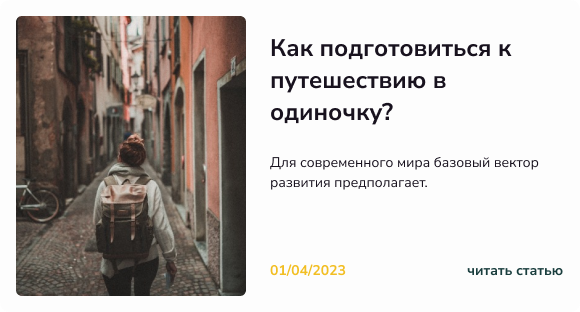 Как подготовиться к
путешествию в
одиночку?
Для современного мира базовый вектор
развития предполагает.
01/04/2023
читать статью